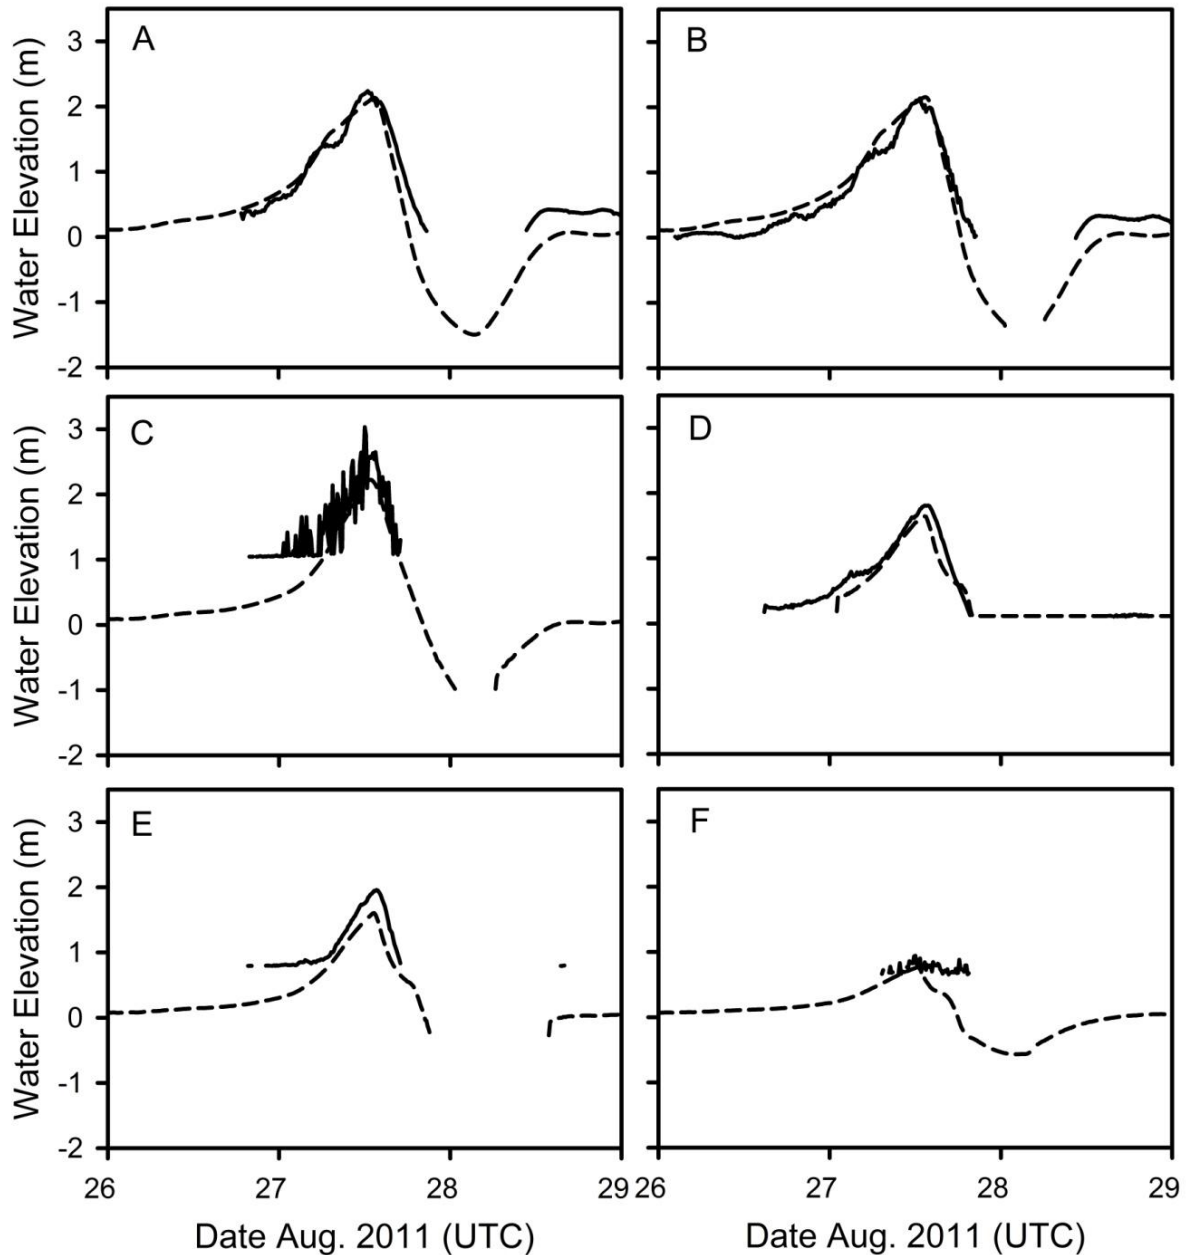 A
B
Water Elevation (m)
3
2
1
0
-1
-2
C
D
Water Elevation (m)
3
2
1
0
-1
-2
E
F
Water Elevation (m)
3
2
1
0
-1
-2
26 27 28 29 26 27 28 29
Date Aug. 2011 (UTC) Date Aug. 2011 (UTC)